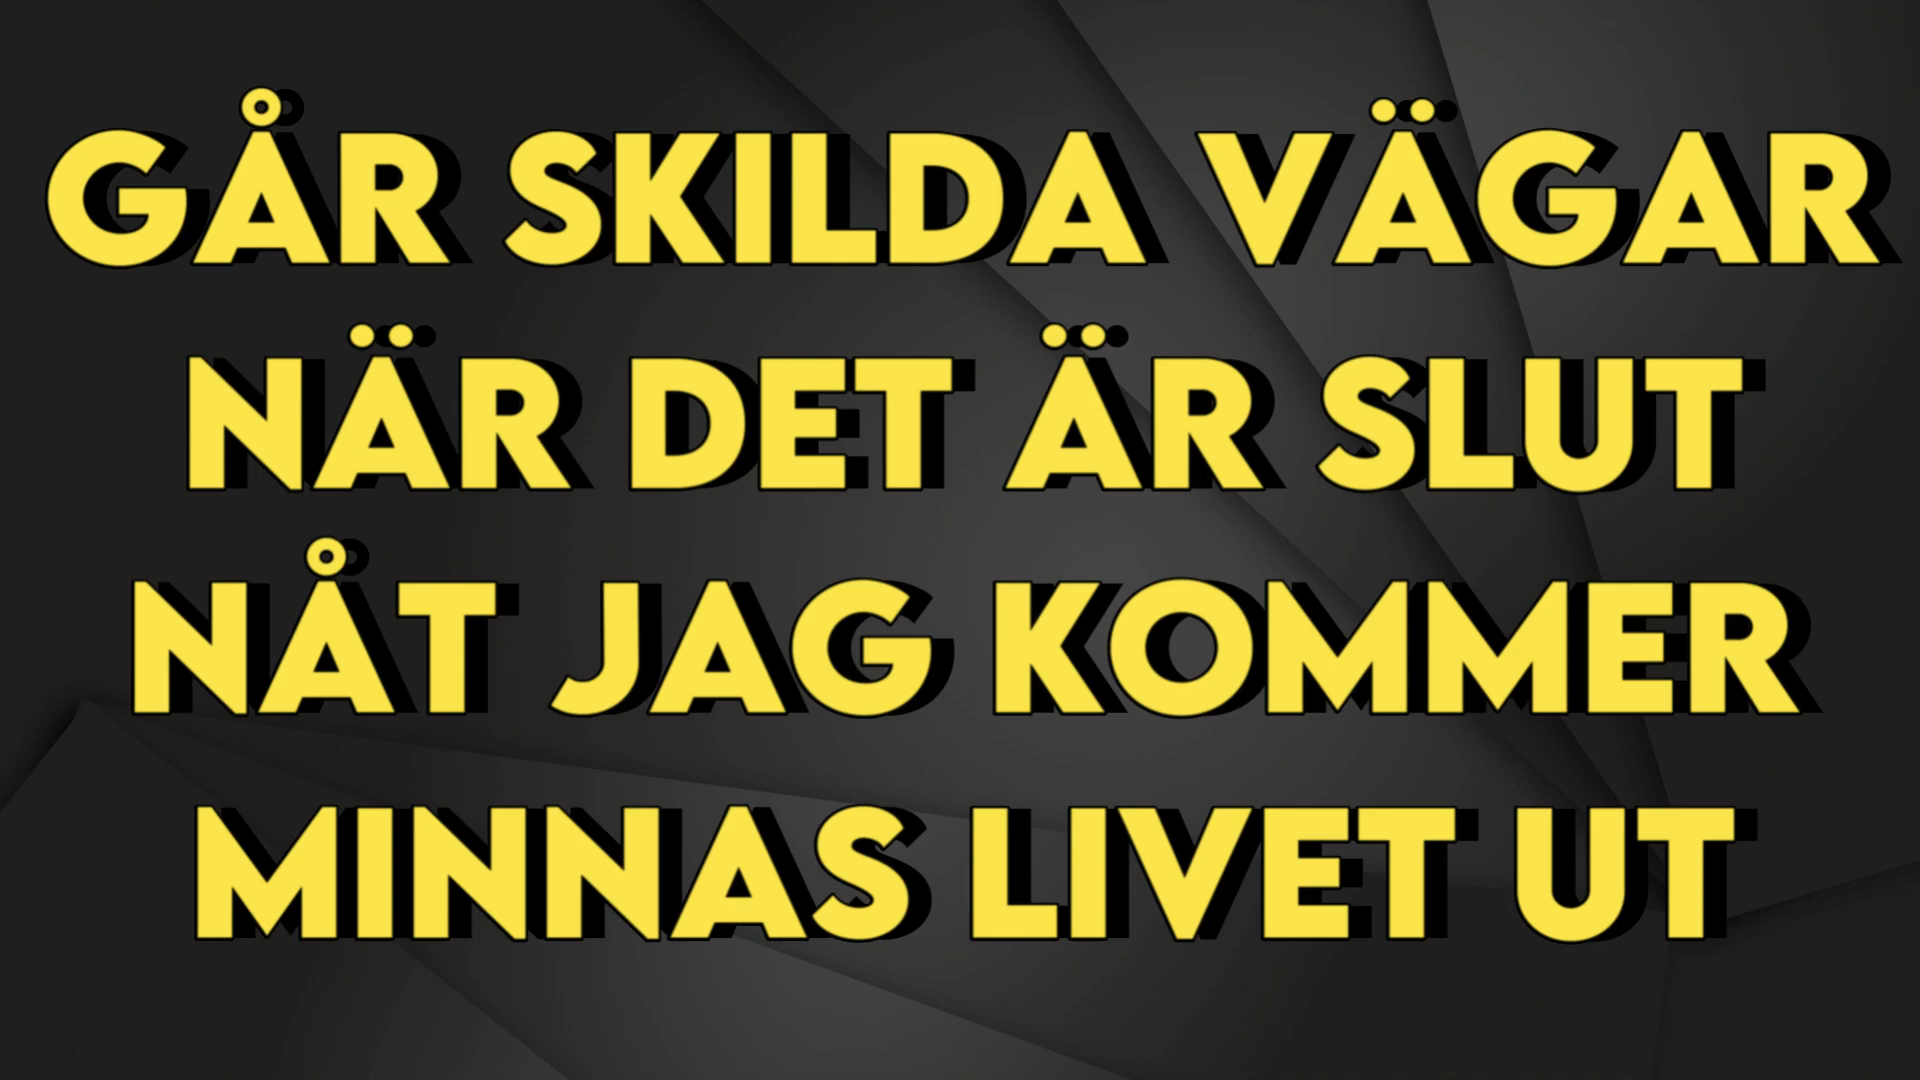 GÅR SKILDA VÄGAR
NÄR DET ÄR SLUT
NÅT JAG KOMMER
MINNAS LIVET UT